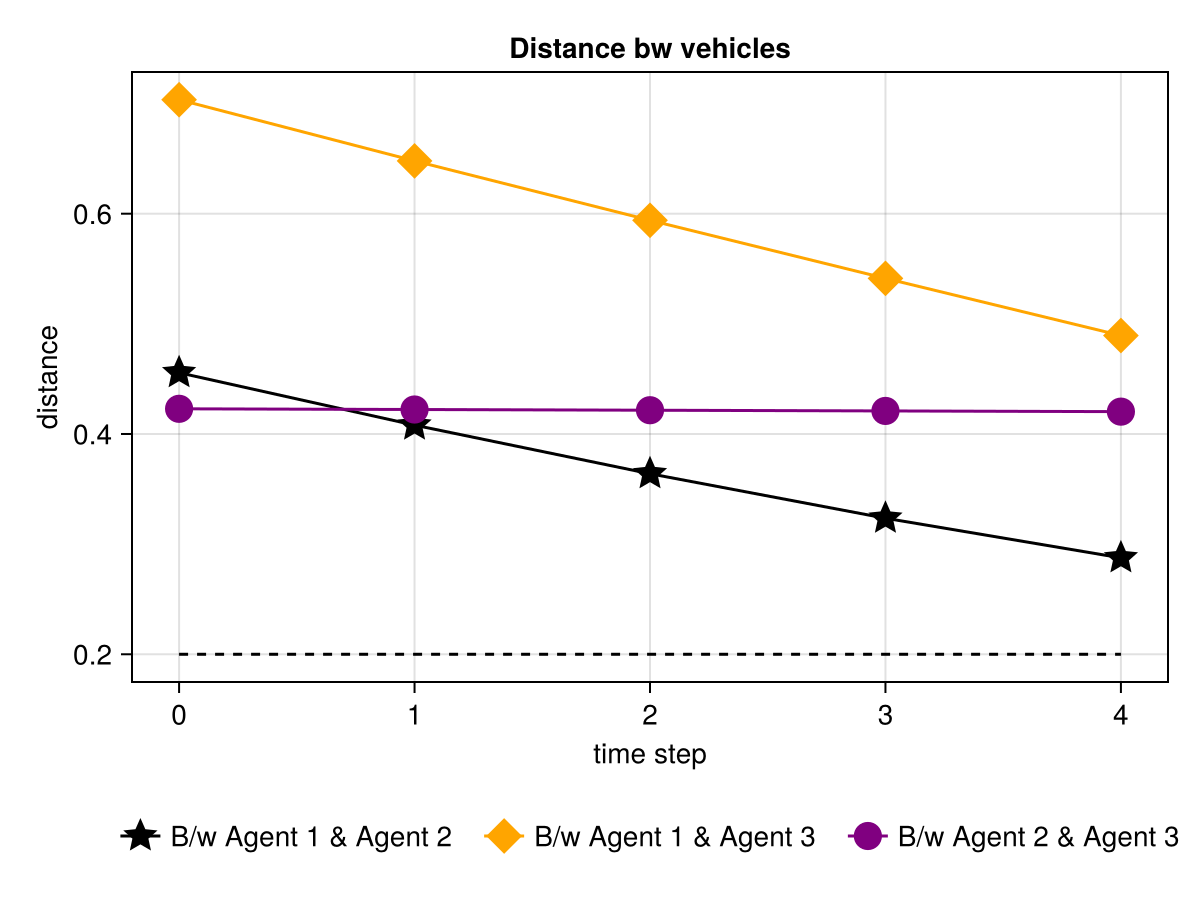 Distance bw vehicles
distance
0.6
0.4
0.2
0 1 2 3 4
time step
B/w Agent 1 & Agent 2 B/w Agent 1 & Agent 3 B/w Agent 2 & Agent 3